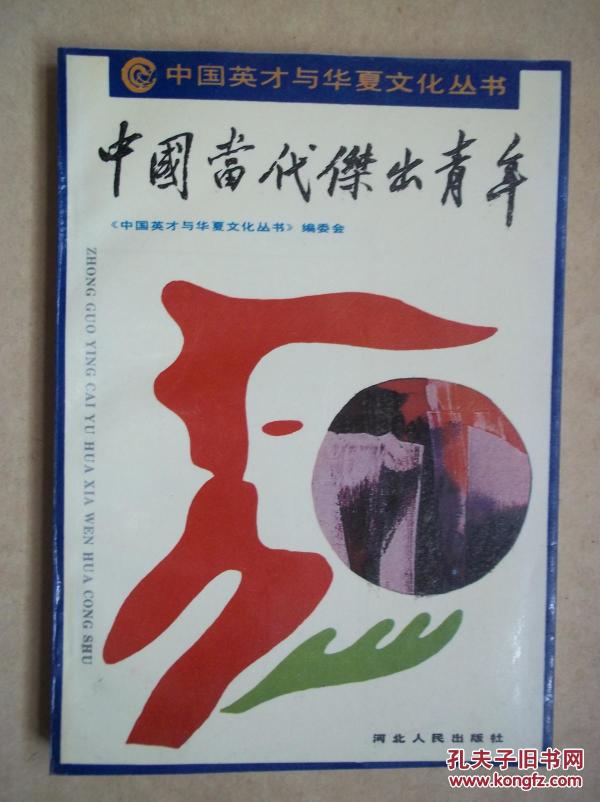 中国英才与华夏文化丛书
中國當代傑出青年
《中国英才与华夏文化丛书》编委会
ZHONG GUO YING CAI YU HUA XIA WEN HUA CONG SHU
河北人民出版社
孔夫子旧书网
www.kongfz.com